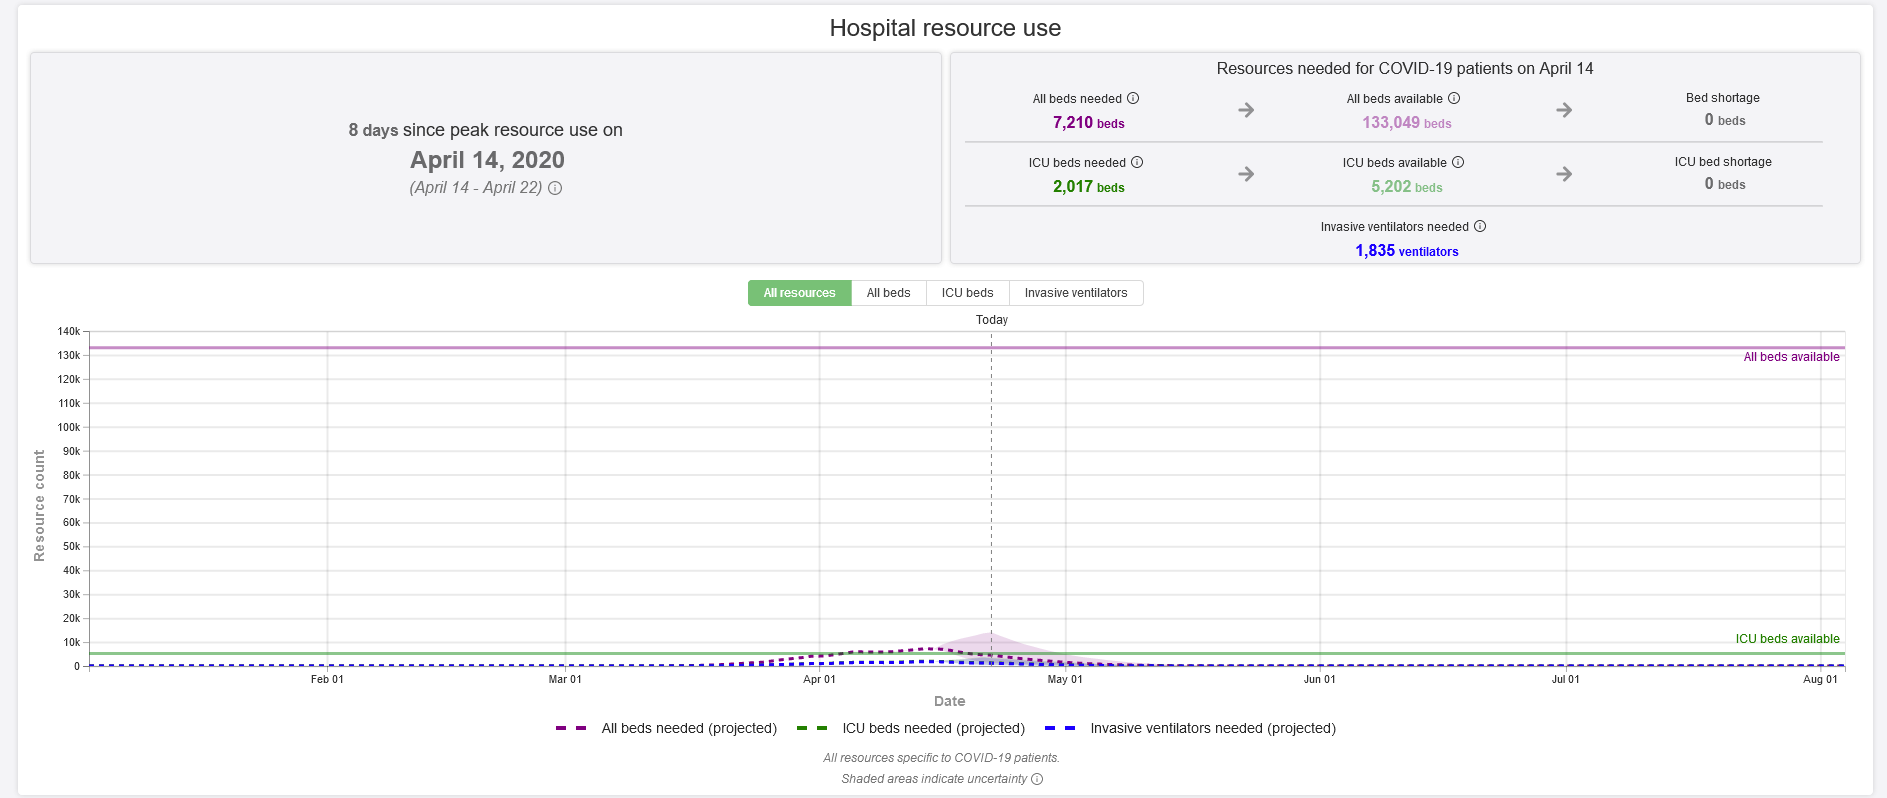 Hospital resource use
8 days since peak resource use on
April 14, 2020
(April 14 - April 22)
Resources needed for COVID-19 patients on April 14
All beds needed
7,210 beds
All beds available
133,049 beds
Bed shortage
0 beds
ICU beds needed
2,017 beds
ICU beds available
5,202 beds
ICU bed shortage
0 beds
Invasive ventilators needed
1,835 ventilators
All resources
All beds
ICU beds
Invasive ventilators
Today
140k
130k
120k
110k
100k
90k
80k
70k
60k
50k
40k
30k
20k
10k
0
Resource count
All beds available
ICU beds available
Feb 01
Mar 01
Apr 01
May 01
Jun 01
Jul 01
Aug 01
Date
All beds needed (projected)
ICU beds needed (projected)
Invasive ventilators needed (projected)
All resources specific to COVID-19 patients.
Shaded areas indicate uncertainty